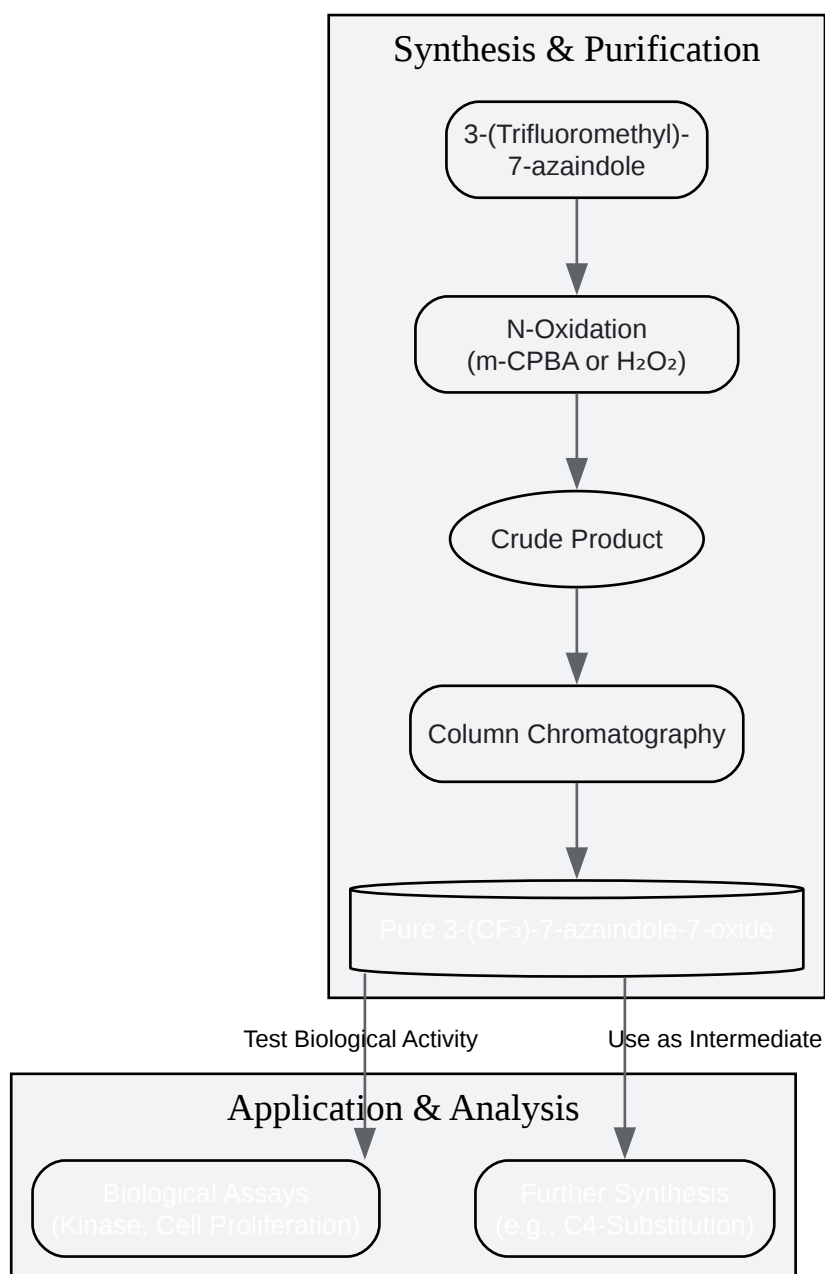 Synthesis & Purification
3-(Trifluoromethyl)-
7-azaindole
N-Oxidation
(m-CPBA or H₂O₂)
Crude Product
Column Chromatography
Pure 3-(CF₃)-7-azaindole-7-oxide
Test Biological Activity
Use as Intermediate
Application & Analysis
Biological Assays
(Kinase, Cell Proliferation)
Further Synthesis
(e.g., C4-Substitution)